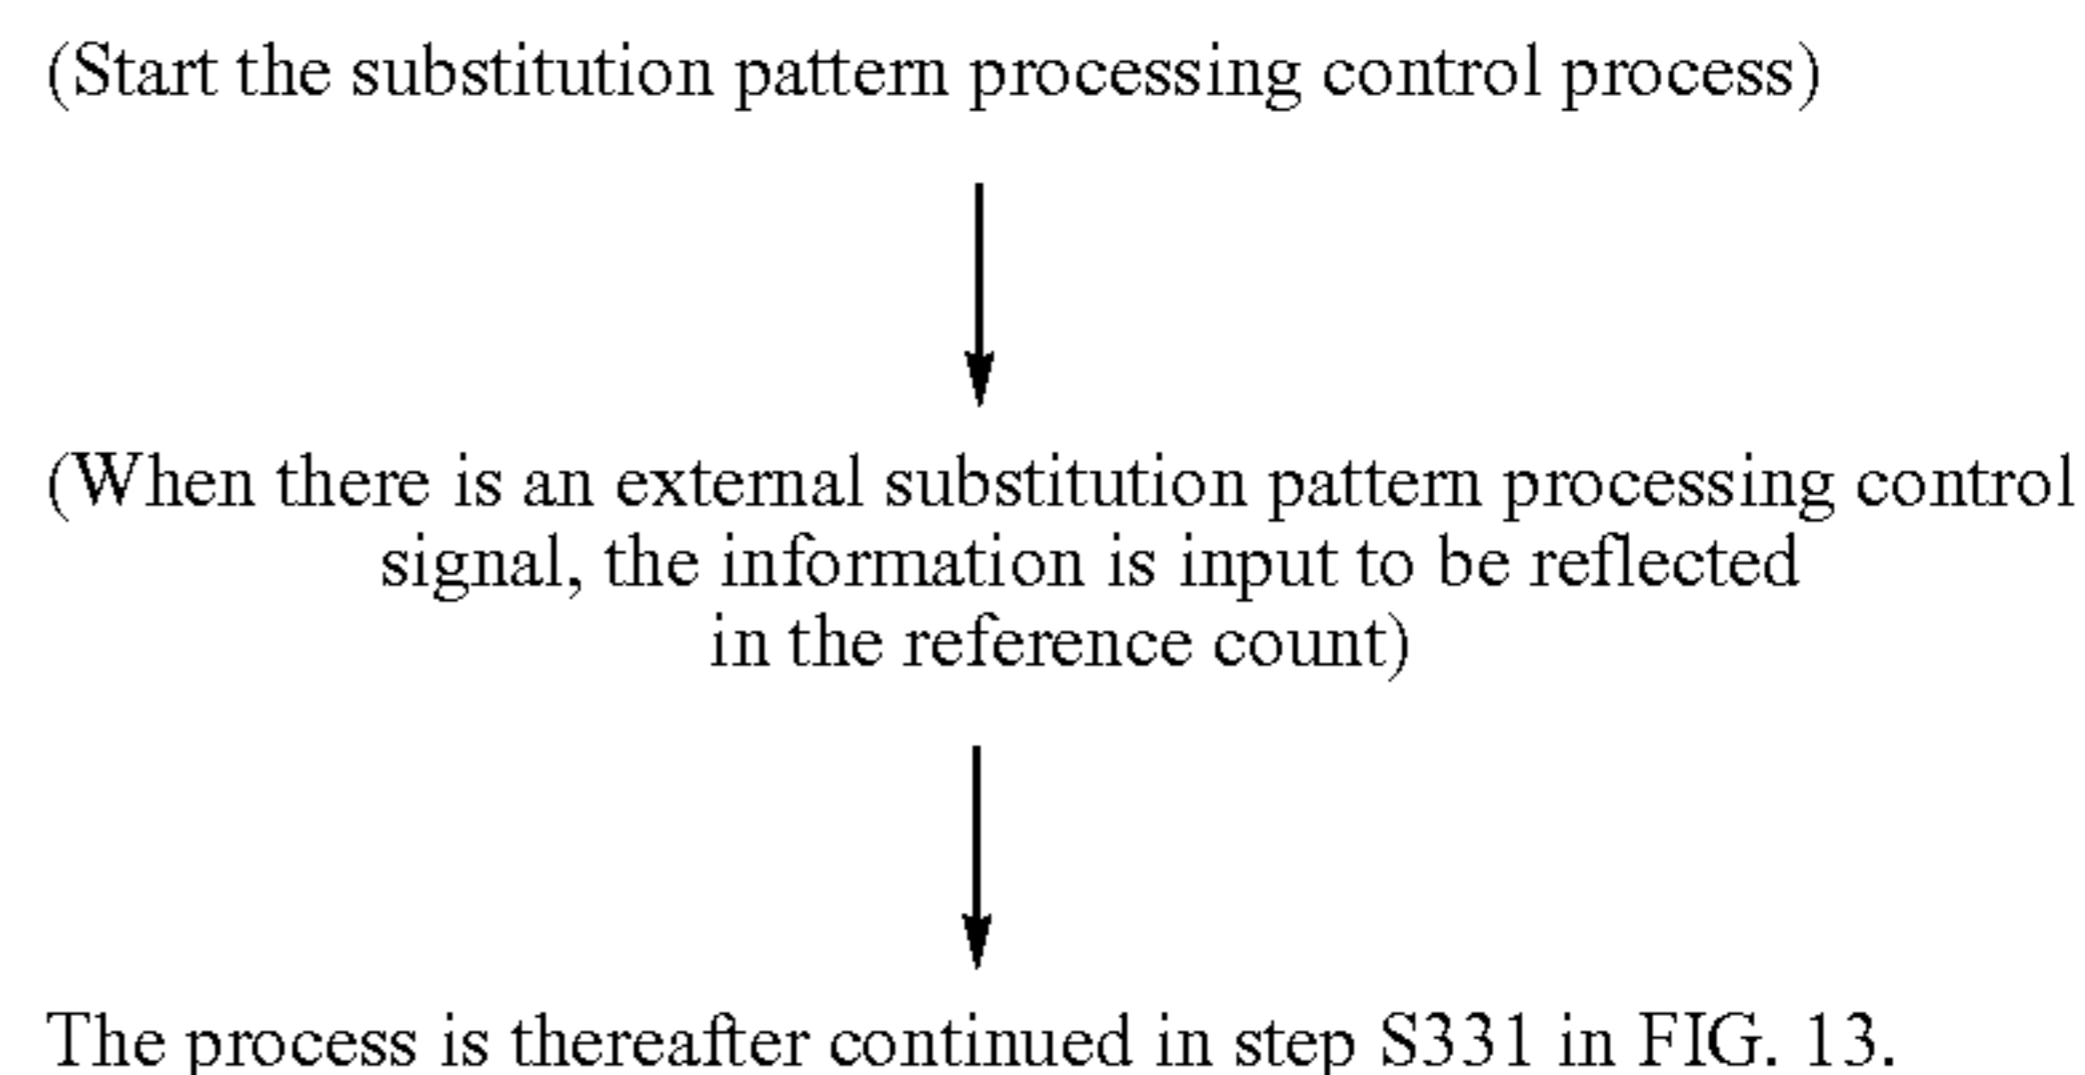 (Start the substitution pattern processing control process)
(When there is an external substitution pattern processing control
signal, the information is input to be reflected
in the reference count)
The process is thereafter continued in step S331 in FIG. 13.